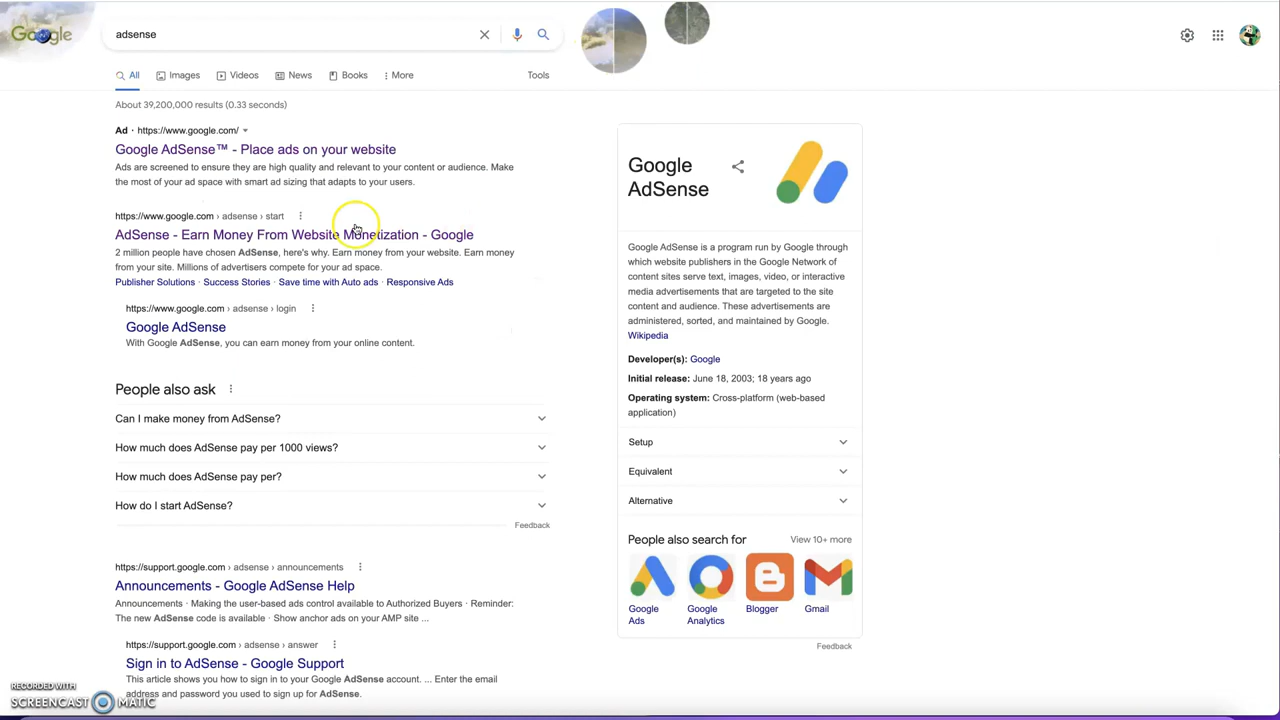 Google
adsense
All
Images
Videos
News
Books
More
Tools
About 39,200,000 results (0.33 seconds)
Ad · https://www.google.com/
Google AdSense™ - Place ads on your website
Ads are screened to ensure they are high quality and relevant to your content or audience. Make
the most of your ad space with smart ad sizing that adapts to your users.
https://www.google.com › adsense › start
AdSense - Earn Money From Website Monetization - Google
2 million people have chosen AdSense, here's why. Earn money from your website. Earn money
from your site. Millions of advertisers compete for your ad space.
Publisher Solutions · Success Stories · Save time with Auto ads · Responsive Ads
https://www.google.com › adsense › login
Google AdSense
With Google AdSense, you can earn money from your online content.
People also ask
Can I make money from AdSense?
How much does AdSense pay per 1000 views?
How much does AdSense pay per?
How do I start AdSense?
Feedback
https://support.google.com › adsense › announcements
Announcements - Google AdSense Help
Announcements · Making the user-based ads control available to Authorized Buyers · Reminder:
The new AdSense code is available · Show anchor ads on your AMP site ...
https://support.google.com › adsense › answer
Sign in to AdSense - Google Support
This article shows you how to sign in to your Google AdSense account. ... Enter the email
address and password you used to sign up for AdSense.
Google
AdSense
Google AdSense is a program run by Google through
which website publishers in the Google Network of
content sites serve text, images, video, or interactive
media advertisements that are targeted to the site
content and audience. These advertisements are
administered, sorted, and maintained by Google.
Wikipedia
Developer(s): Google
Initial release: June 18, 2003; 18 years ago
Operating system: Cross-platform (web-based
application)
Setup
Equivalent
Alternative
People also search for
View 10+ more
Google
Ads
Google
Analytics
Blogger
Gmail
Feedback
RECORDED WITH
SCREENCAST MATIC